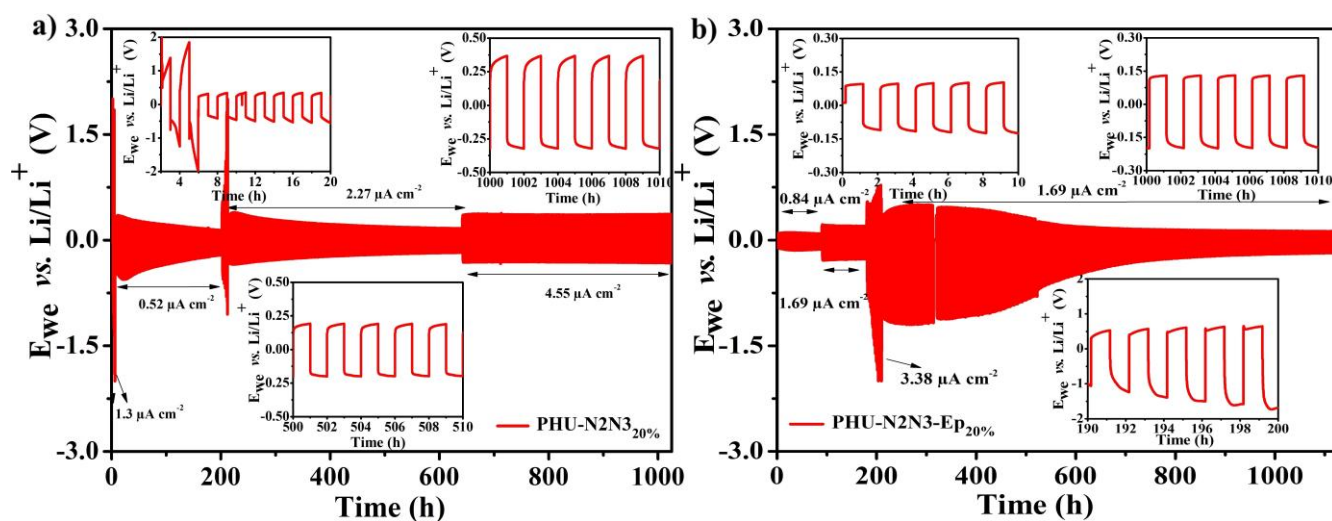 a)
3.0
1.5
0.0
-1.5
-3.0
Ewe vs. Li/Li+ (V)
0 200 400 600 800 1000
Time (h)
Ewe vs. Li/Li+ (V)
2
1
0
-1
-2
4 8 12 16 20
Time (h)
Ewe vs. Li/Li+ (V)
0.50
0.25
0.00
-0.25
-0.50
1000 1002 1004 1006 1008 1010
Time (h)
2.27 µA cm-2
0.52 µA cm-2
4.55 µA cm-2
1.3 µA cm-2
Ewe vs. Li/Li+ (V)
0.50
0.25
0.00
0.25
0.50
500 502 504 506 508 510
Time (h)
PHU-N2N320%
b)
3.0
1.5
0.0
-1.5
-3.0
Ewe vs. Li/Li+ (V)
0 200 400 600 800 1000
Time (h)
Ewe vs. Li/Li+ (V)
0.30
0.15
0.00
-0.15
-0.30
0 2 4 6 8 10
Time (h)
Ewe vs. Li/Li+ (V)
0.30
0.15
0.00
-0.15
-0.30
1000 1002 1004 1006 1008 1010
Time (h)
0.84 µA cm-2
1.69 µA cm-2
1.69 µA cm-2
3.38 µA cm-2
Ewe vs. Li/Li+ (V)
2
1
0
-1
-2
190 192 194 196 198 200
Time (h)
PHU-N2N3-Ep20%